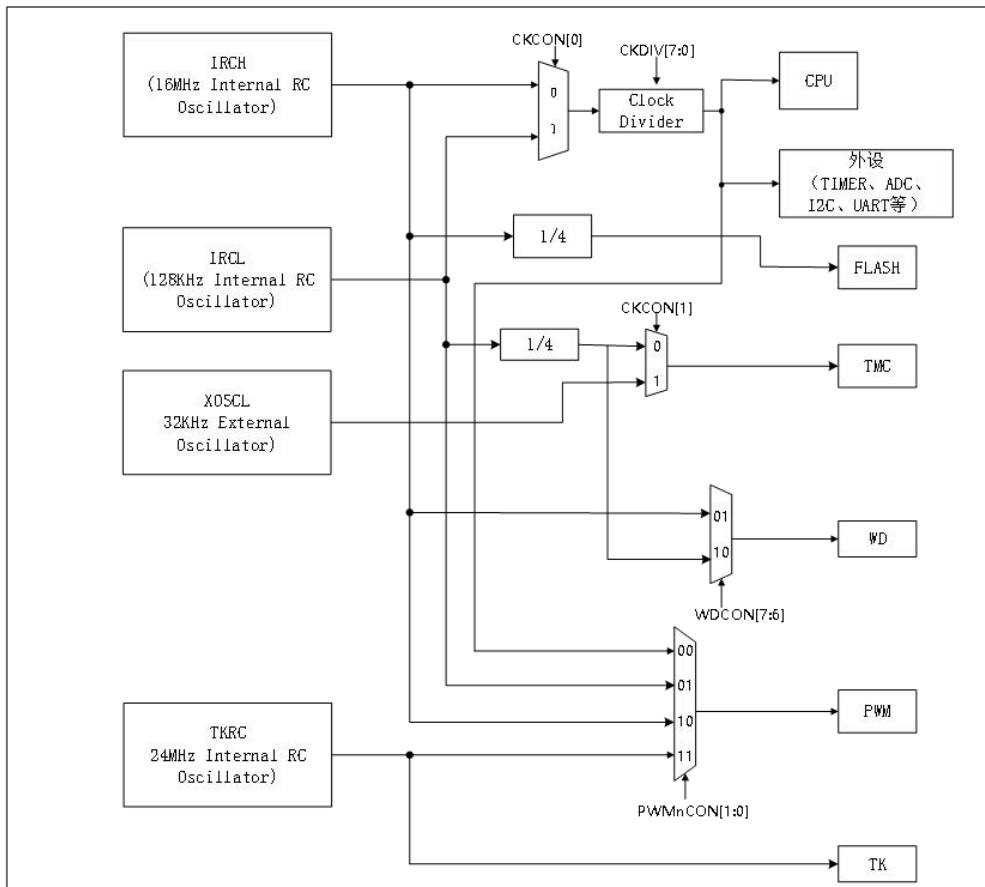 IRCH
(16MHz Internal RC
Oscillator)
CKCON[0]
0
1
CKDIV[7:0]
Clock
Divider
CPU
外设
(TIMER、ADC、
I2C、UART等)
IRCL
(128KHz Internal RC
Oscillator)
1/4
FLASH
1/4
CKCON[1]
0
1
TMC
XOSCL
32KHz External
Oscillator)
01
10
WDCON[7:6]
WD
00
01
10
11
PWMnCON[1:0]
PWM
TKRC
24MHz Internal RC
Oscillator)
TK